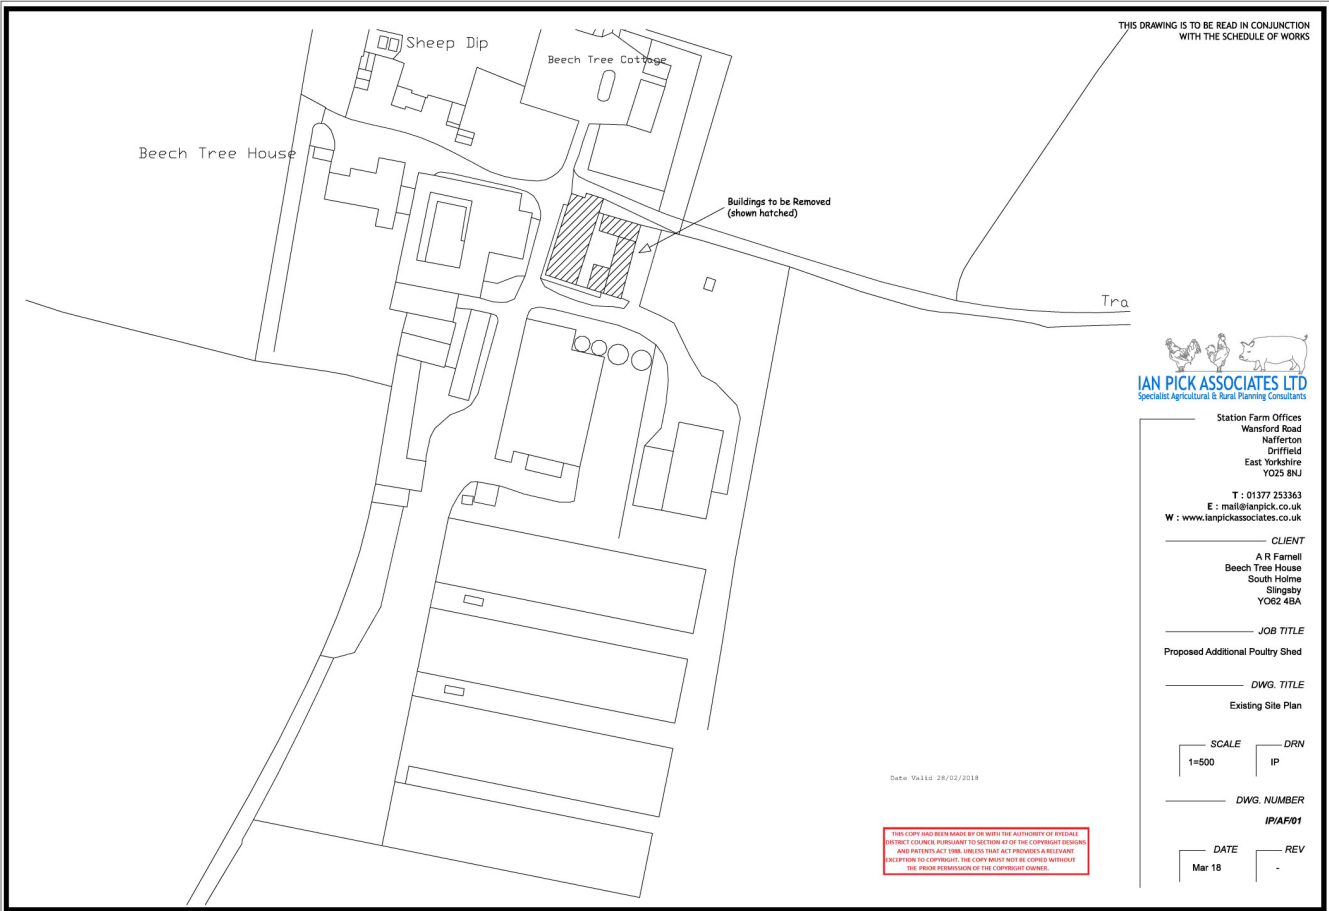 THIS DRAWING IS TO BE READ IN CONJUNCTION
WITH THE SCHEDULE OF WORKS
Sheep Dip
Beech Tree Cottage
Beech Tree House
Buildings to be Removed
(shown hatched)
Tra
IAN PICK ASSOCIATES LTD
Specialist Agricultural & Rural Planning Consultants
Station Farm Offices
Wansford Road
Nafferton
Driffield
East Yorkshire
YO25 8NJ
T : 01377 253363
E : mail@ianpick.co.uk
W : www.ianpickassociates.co.uk
CLIENT
A R Farnell
Beech Tree House
South Holme
Slingsby
YO62 4BA
JOB TITLE
Proposed Additional Poultry Shed
DWG. TITLE
Existing Site Plan
SCALE
DRN
1=500
IP
DWG. NUMBER
IP/AF/01
DATE
REV
Mar 18
-
Date Valid 28/02/2018
THIS COPY HAD BEEN MADE BY OR WITH THE AUTHORITY OF RYEDALE
DISTRICT COUNCIL PURSUANT TO SECTION 47 OF THE COPYRIGHT DESIGNS
AND PATENTS ACT 1988. UNLESS THAT ACT PROVIDES A RELEVANT
EXCEPTION TO COPYRIGHT, THE COPY MUST NOT BE COPIED WITHOUT
THE PRIOR PERMISSION OF THE COPYRIGHT OWNER.